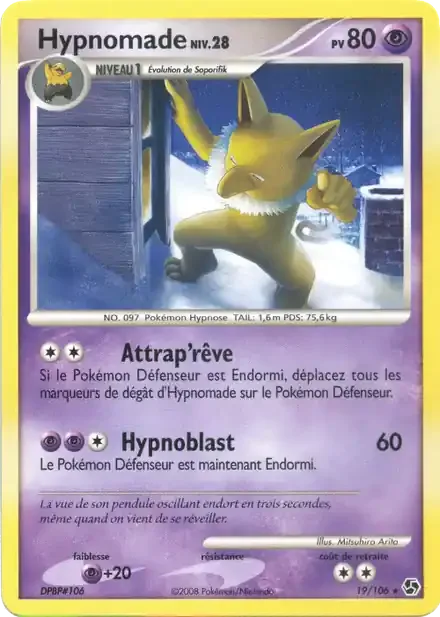 Hypnomade NIV.28 PV 80
NIVEAU 1 Évolution de Soporifik
NO. 097 Pokémon Hypnose TAIL: 1,6m PDS: 75,6kg
Attrap'rêve
Si le Pokémon Défenseur est Endormi, déplacez tous les
marqueurs de dégât d'Hypnomade sur le Pokémon Défenseur.
Hypnoblast 60
Le Pokémon Défenseur est maintenant Endormi.
La vue de son pendule oscillant endort en trois secondes,
même quand on vient de se réveiller.
Illus. Mitsuhiro Arita
faiblesse résistance coût de retraite
+20
DPBP#106 ©2008 Pokémon/Nintendo 19/106 ★